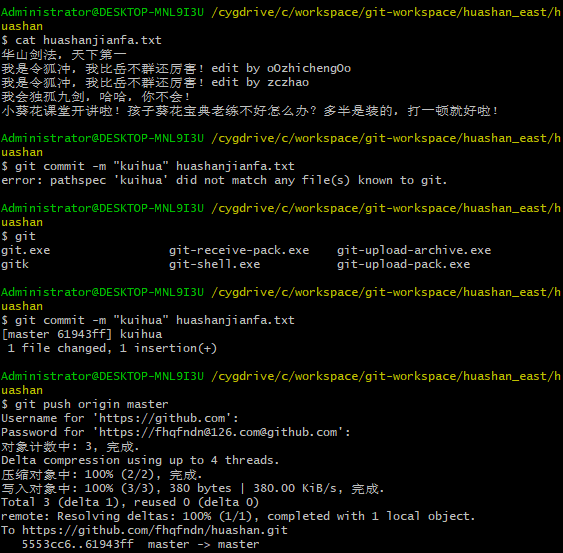 Administrator@DESKTOP-MNL9I3U /cygdrive/c/workspace/git-workspace/huashan_east/h
uashan
$ cat huashanjianfa.txt
华山剑法，天下第一
我是令狐冲，我比岳不群还厉害！edit by oOzhichengOo
我是令狐冲，我比岳不群还厉害！edit by zczhao
我会独孤九剑，哈哈，你不会！
小葵花课堂开讲啦！孩子葵花宝典老练不好怎么办？多半是装的，打一顿就好啦！
Administrator@DESKTOP-MNL9I3U /cygdrive/c/workspace/git-workspace/huashan_east/h
uashan
$ git commit -m "kuihua" huashanjianfa.txt
error: pathspec 'kuihua' did not match any file(s) known to git.
Administrator@DESKTOP-MNL9I3U /cygdrive/c/workspace/git-workspace/huashan_east/h
uashan
$ git
git.exe git-receive-pack.exe git-upload-archive.exe
gitk git-shell.exe git-upload-pack.exe
Administrator@DESKTOP-MNL9I3U /cygdrive/c/workspace/git-workspace/huashan_east/h
uashan
$ git commit -m "kuihua" huashanjianfa.txt
[master 61943ff] kuihua
1 file changed, 1 insertion(+)
Administrator@DESKTOP-MNL9I3U /cygdrive/c/workspace/git-workspace/huashan_east/h
uashan
$ git push origin master
Username for 'https://github.com':
Password for 'https://fhqfndn@126.com@github.com':
对象计数中: 3, 完成.
Delta compression using up to 4 threads.
压缩对象中: 100% (2/2), 完成.
写入对象中: 100% (3/3), 380 bytes | 380.00 KiB/s, 完成.
Total 3 (delta 1), reused 0 (delta 0)
remote: Resolving deltas: 100% (1/1), completed with 1 local object.
To https://github.com/fhqfndn/huashan.git
5553cc6..61943ff master -> master